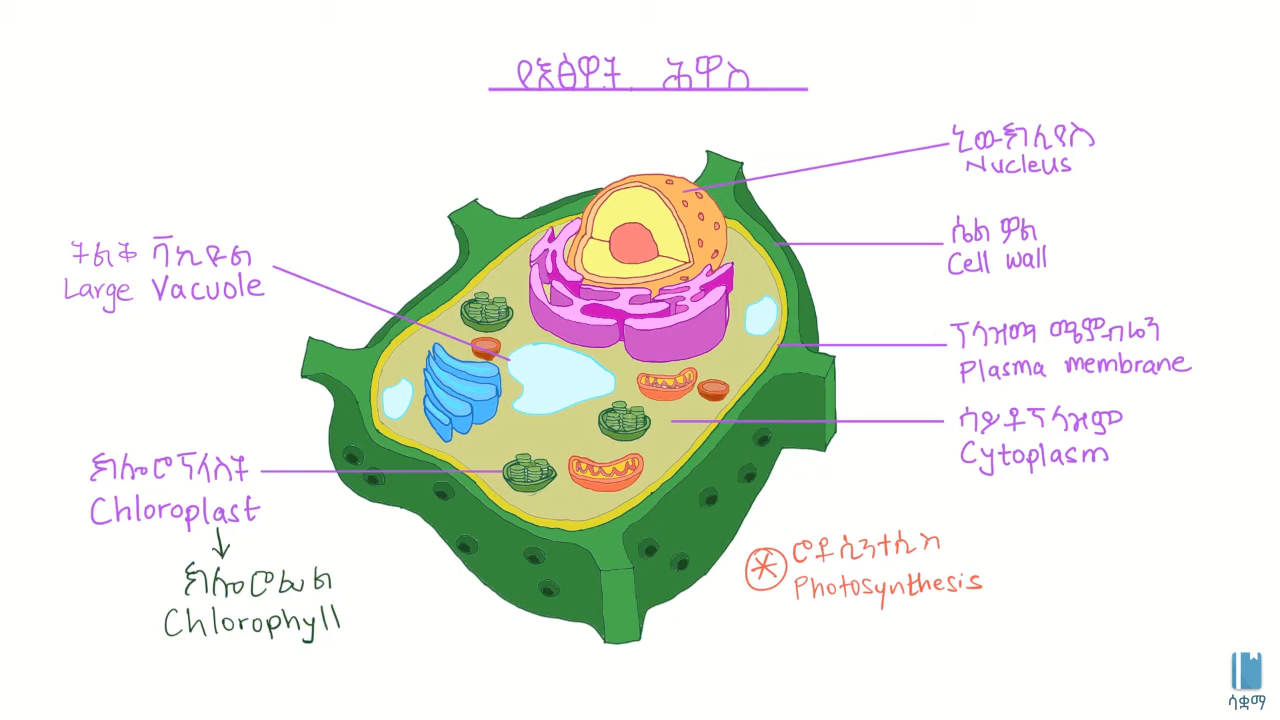 የእፅዋት ሕዋስ
ኒውክሊየስ
Nucleus
ሴል ዎል
Cell wall
ትልቅ ቫኪዩል
Large Vacuole
ፕላዝማ ሜምብሬን
Plasma membrane
ሳይቶፕላዝም
Cytoplasm
ክሎሮፕላስት
Chloroplast
ክሎሮፊል
Chlorophyll
ፎቶሲንተሲስ
Photosynthesis
ሳቋማ